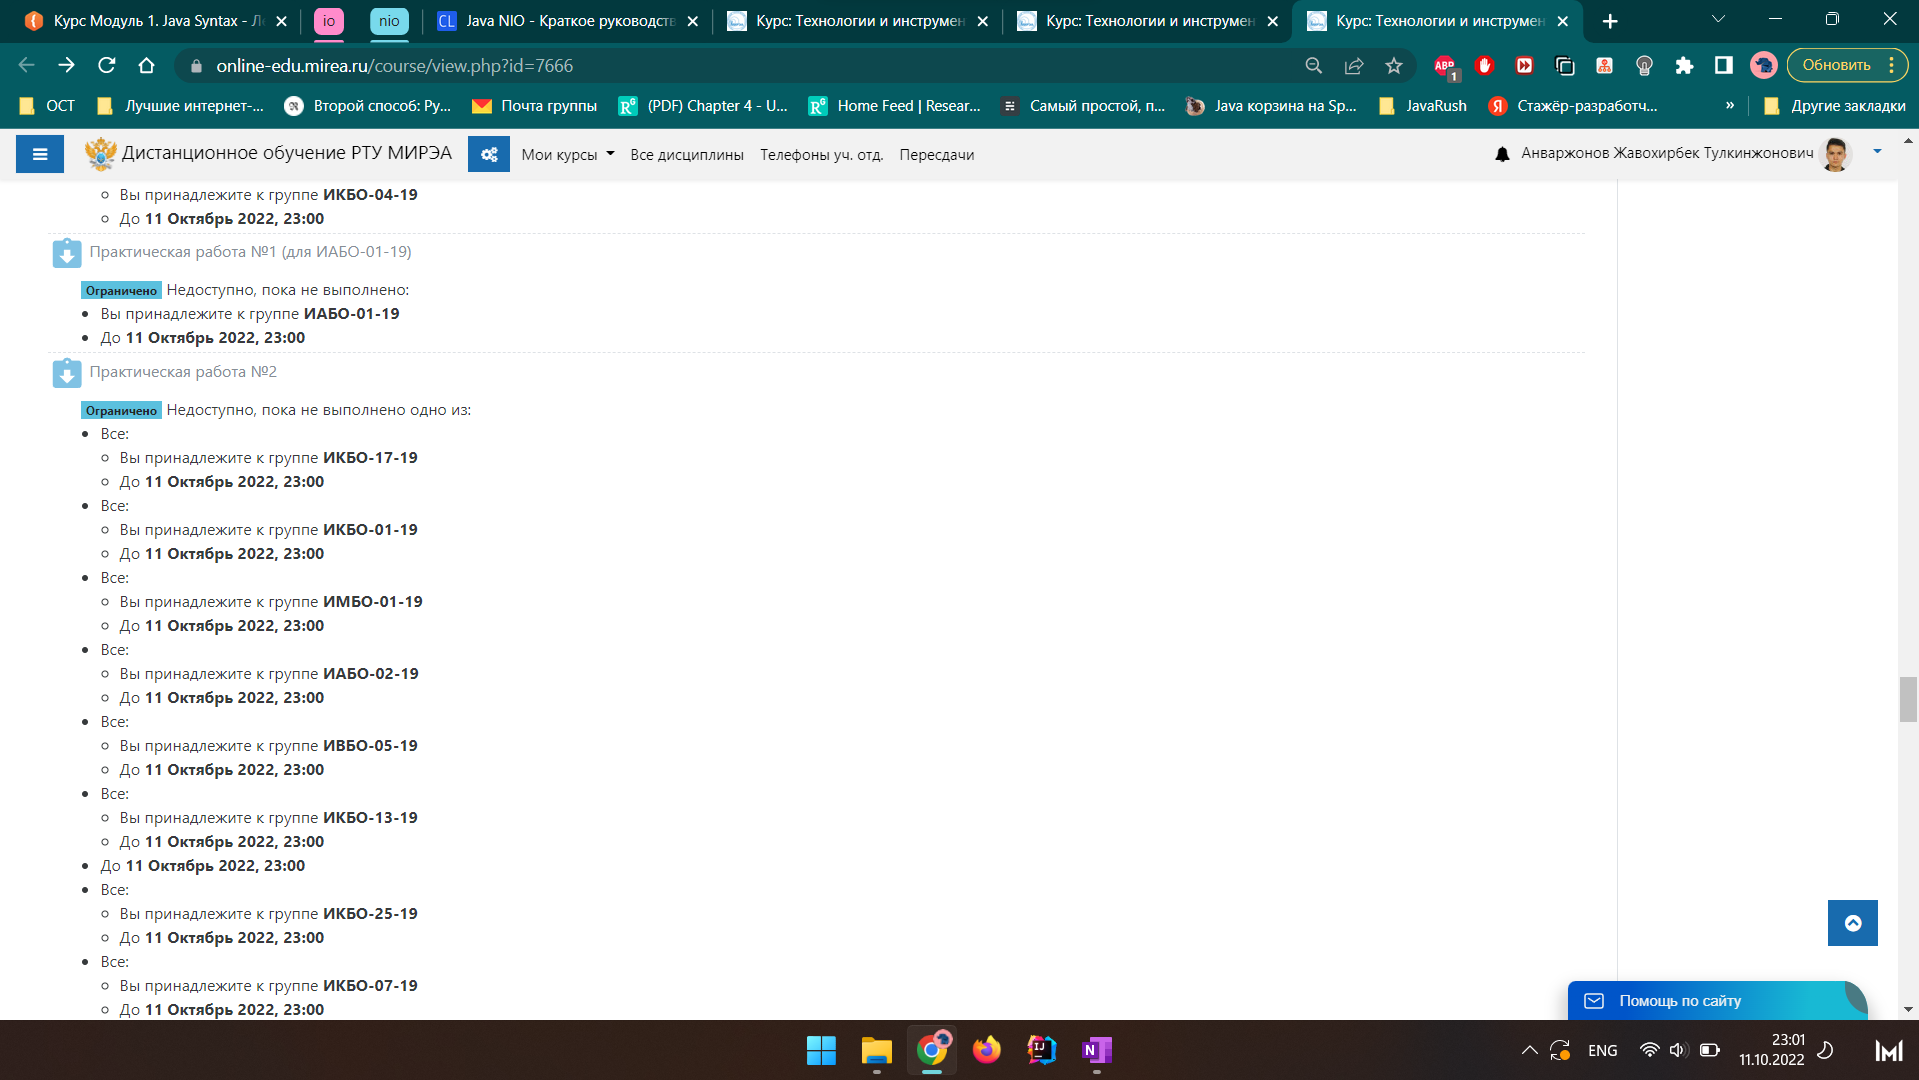 Курс Модуль 1. Java Syntax - Ле
io
nio
CL Java NIO - Краткое руководств
Курс: Технологии и инструмен
Курс: Технологии и инструмен
Курс: Технологии и инструмен
online-edu.mirea.ru/course/view.php?id=7666
ABP 1
Обновить
ОСТ
Лучшие интернет-...
Второй способ: Ру...
Почта группы
(PDF) Chapter 4 - U...
Home Feed | Resear...
Самый простой, п...
Java корзина на Sp...
JavaRush
Стажёр-разработч...
»
Другие закладки
Дистанционное обучение РТУ МИРЭА
Мои курсы
Все дисциплины
Телефоны уч. отд.
Пересдачи
Анваржонов Жавохирбек Тулкинжонович
Вы принадлежите к группе ИКБО-04-19
До 11 Октябрь 2022, 23:00
Практическая работа №1 (для ИАБО-01-19)
Ограничено Недоступно, пока не выполнено:
Вы принадлежите к группе ИАБО-01-19
До 11 Октябрь 2022, 23:00
Практическая работа №2
Ограничено Недоступно, пока не выполнено одно из:
Все:
Вы принадлежите к группе ИКБО-17-19
До 11 Октябрь 2022, 23:00
Все:
Вы принадлежите к группе ИКБО-01-19
До 11 Октябрь 2022, 23:00
Все:
Вы принадлежите к группе ИМБО-01-19
До 11 Октябрь 2022, 23:00
Все:
Вы принадлежите к группе ИАБО-02-19
До 11 Октябрь 2022, 23:00
Все:
Вы принадлежите к группе ИВБО-05-19
До 11 Октябрь 2022, 23:00
Все:
Вы принадлежите к группе ИКБО-13-19
До 11 Октябрь 2022, 23:00
До 11 Октябрь 2022, 23:00
Все:
Вы принадлежите к группе ИКБО-25-19
До 11 Октябрь 2022, 23:00
Все:
Вы принадлежите к группе ИКБО-07-19
До 11 Октябрь 2022, 23:00
Помощь по сайту
ENG
23:01
11.10.2022